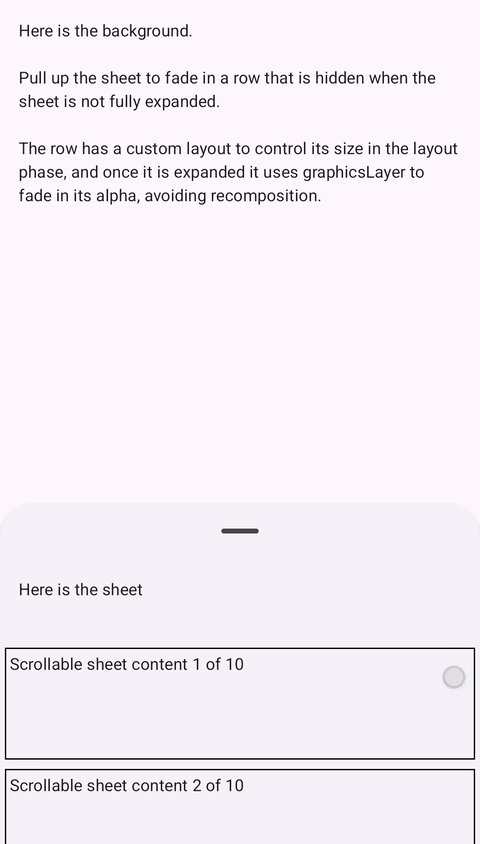 Here is the background.
Pull up the sheet to fade in a row that is hidden when the
sheet is not fully expanded.
The row has a custom layout to control its size in the layout
phase, and once it is expanded it uses graphicsLayer to
fade in its alpha, avoiding recomposition.
Here is the sheet
Scrollable sheet content 1 of 10
Scrollable sheet content 2 of 10